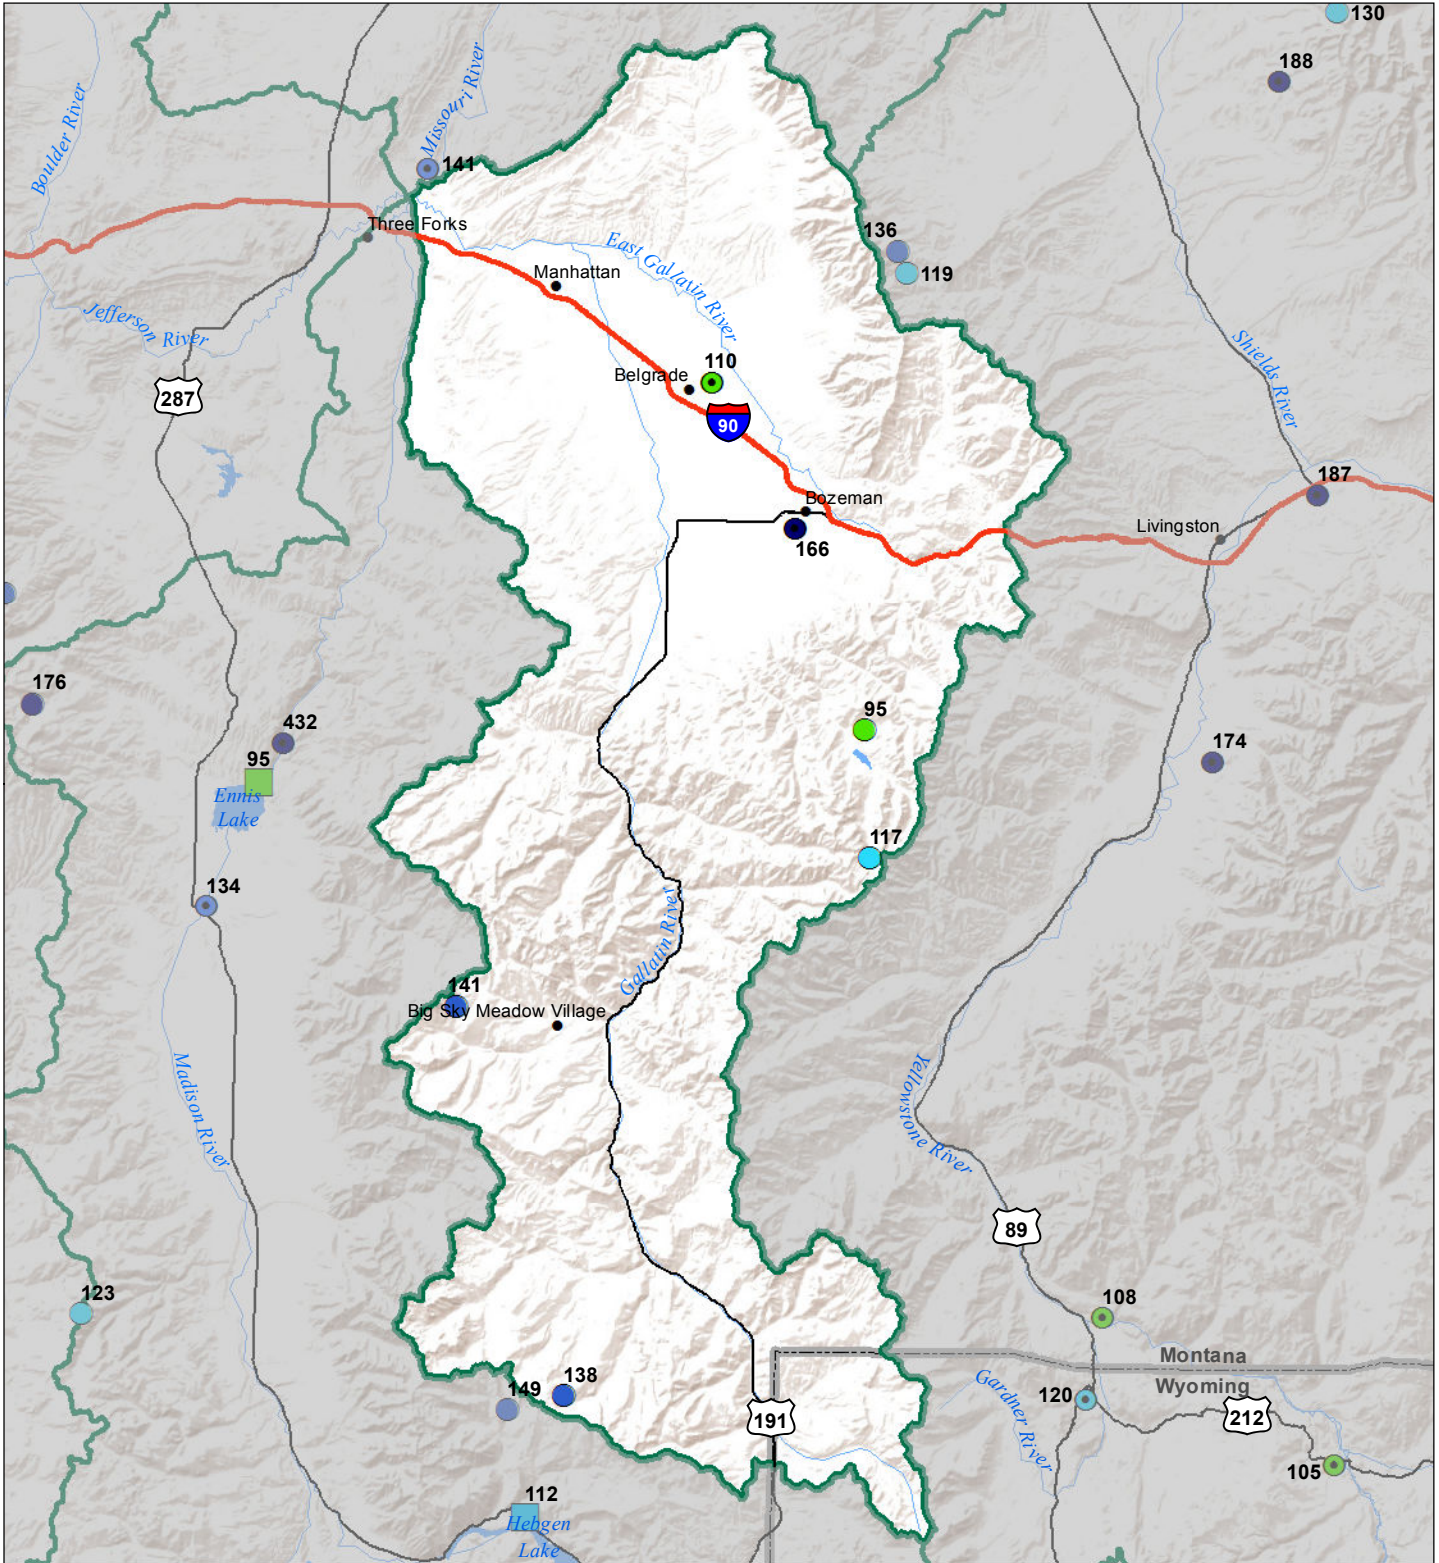 130
188
Missouri River
Boulder River
141
Three Forks
136
119
East Gallatin River
Manhattan
Jefferson River
Shields River
110
Belgrade
287
90
187
Bozeman
Livingston
166
176
95
432
95
174
Ennis
Lake
117
134
Gallatin River
141
Big Sky Meadow Village
Madison River
Yellowstone River
89
123
108
Montana
Wyoming
138
149
Gardner River
120
191
212
105
112
Hebgen
Lake